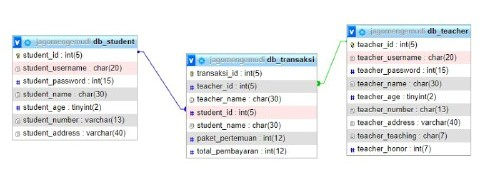 jagomengemudi db_student
student_id : int(5)
student_username : char(20)
student_password : int(15)
student_name : char(30)
student_age : tinyint(2)
student_number : varchar(13)
student_address : varchar(40)
jagomengemudi db_transaksi
transaksi_id : int(5)
teacher_id : int(5)
teacher_name : char(30)
student_id : int(5)
student_name : char(30)
paket_pertemuan : int(12)
total_pembayaran : int(12)
jagomengemudi db_teacher
teacher_id : int(5)
teacher_username : char(20)
teacher_password : int(15)
teacher_name : char(30)
teacher_age : tinyint(2)
teacher_number : char(13)
teacher_address : varchar(40)
teacher_teaching : char(7)
teacher_honor : int(7)